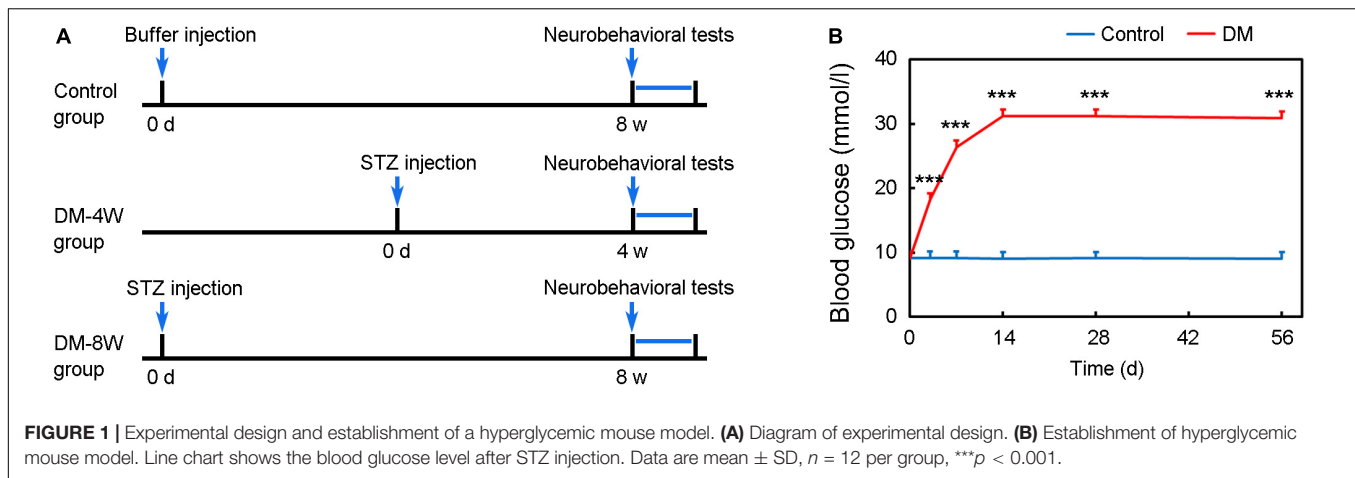 A
Buffer injection
Neurobehavioral tests
Control
group
0 d
8 w
STZ injection
Neurobehavioral tests
DM-4W
group
0 d
4 w
STZ injection
Neurobehavioral tests
DM-8W
group
0 d
8 w
B
Control
DM
Blood glucose (mmol/l)
40
30
20
10
0
***
***
***
***
***
0
14
28
42
56
Time (d)
FIGURE 1 | Experimental design and establishment of a hyperglycemic mouse model. (A) Diagram of experimental design. (B) Establishment of hyperglycemic
mouse model. Line chart shows the blood glucose level after STZ injection. Data are mean ± SD, n = 12 per group, ***p < 0.001.